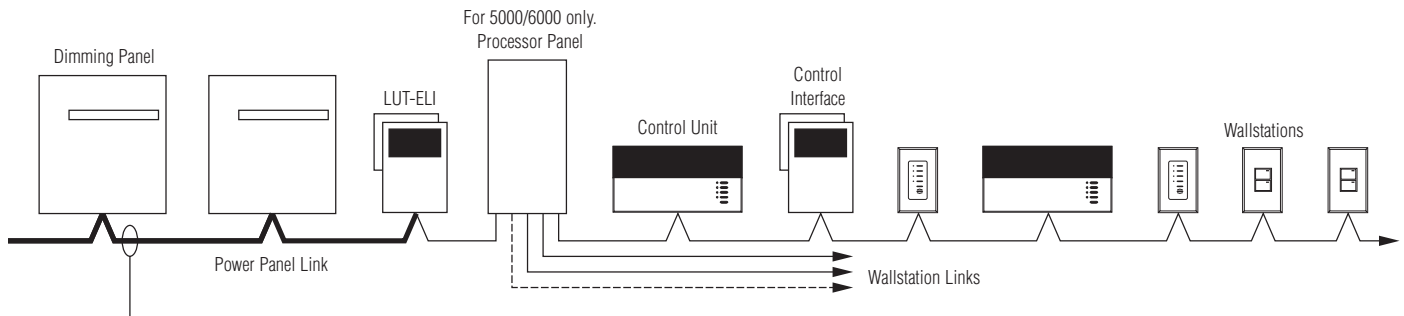 For 5000/6000 only.
Processor Panel
Dimming Panel
LUT-ELI
Control
Interface
Control Unit
Wallstations
Power Panel Link
Wallstation Links